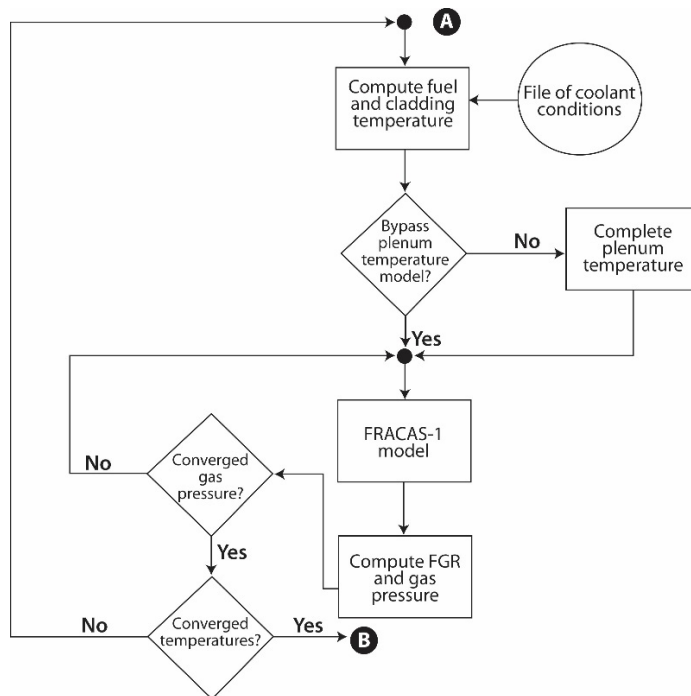 A
Compute fuel
and cladding
temperature
File of coolant
conditions
Bypass
plenum
temperature
model?
No
Complete
plenum
temperature
Yes
FRACAS-1
model
No
Converged
gas
pressure?
Yes
Compute FGR
and gas
pressure
No
Converged
temperatures?
Yes
B